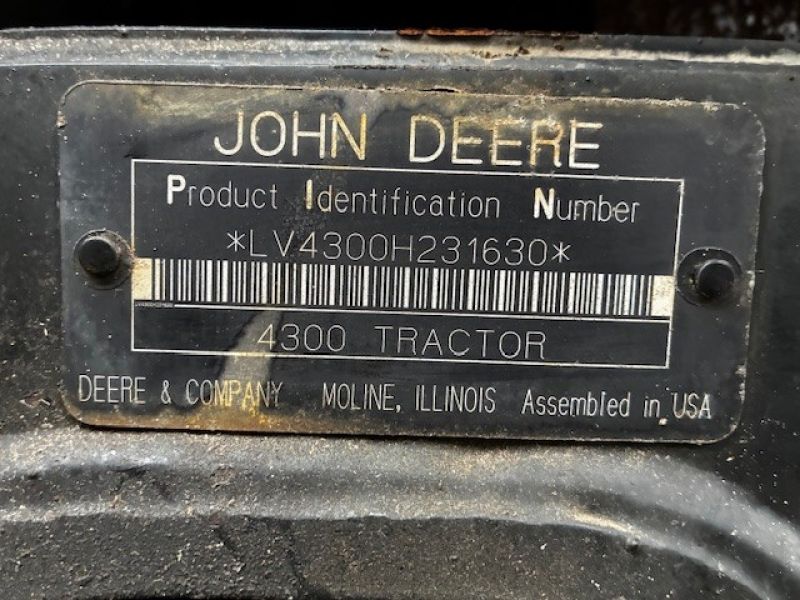 JOHN DEERE
Product Identification Number
*LV4300H231630*
4300 TRACTOR
DEERE & COMPANY MOLINE, ILLINOIS Assembled in USA